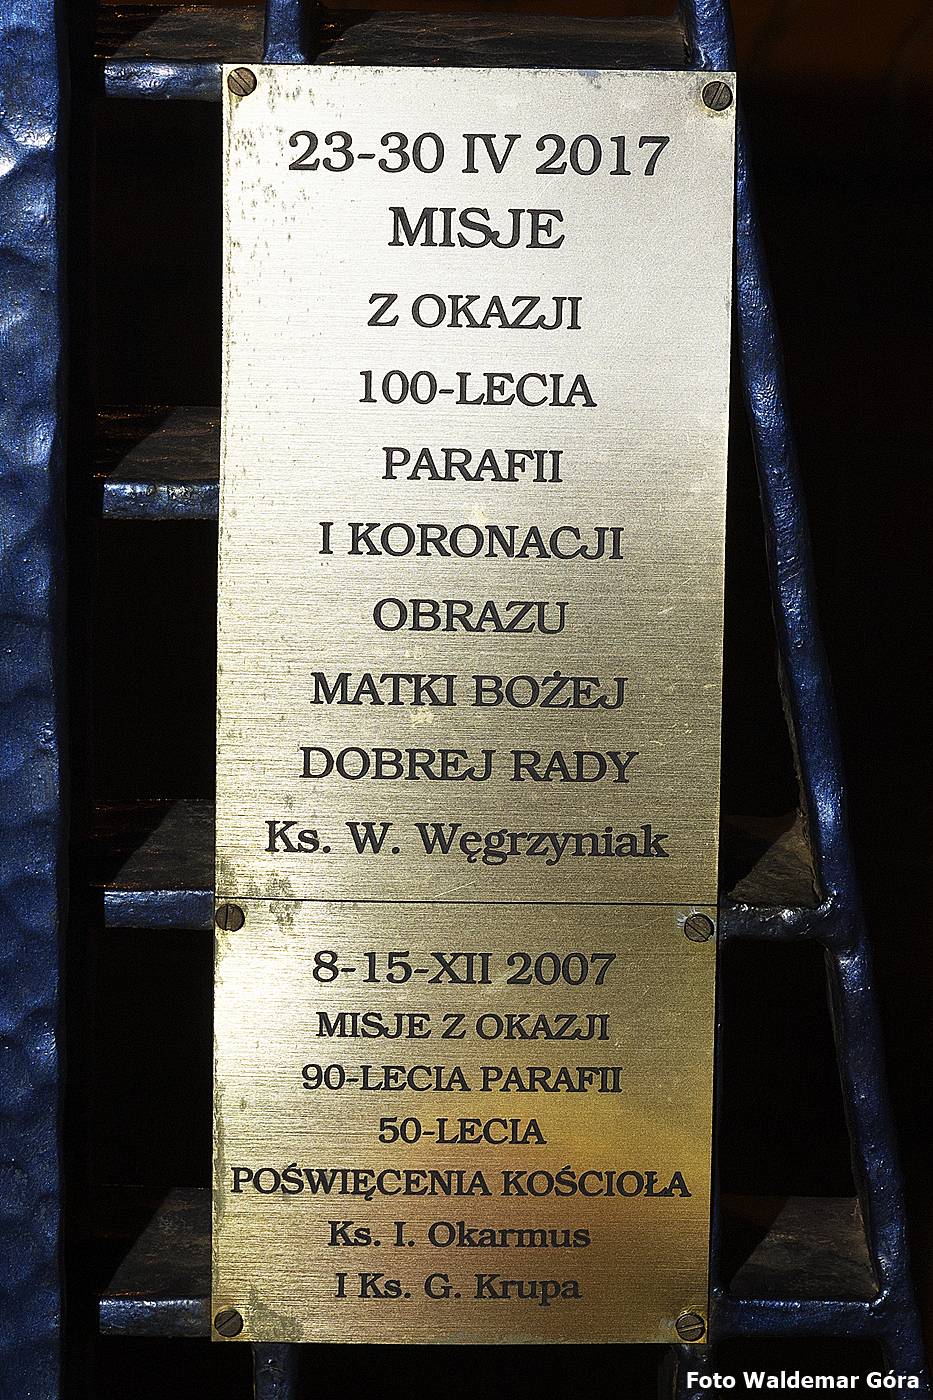 23-30 IV 2017
MISJE
Z OKAZJI
100-LECIA
PARAFII
I KORONACJI
OBRAZU
MATKI BOŻEJ
DOBREJ RADY
Ks. W. Węgrzyniak
8-15-XII 2007
MISJE Z OKAZJI
90-LECIA PARAFII
50-LECIA
POŚWIĘCENIA KOŚCIOŁA
Ks. I. Okarmus
I Ks. G. Krupa
Foto Waldemar Góra